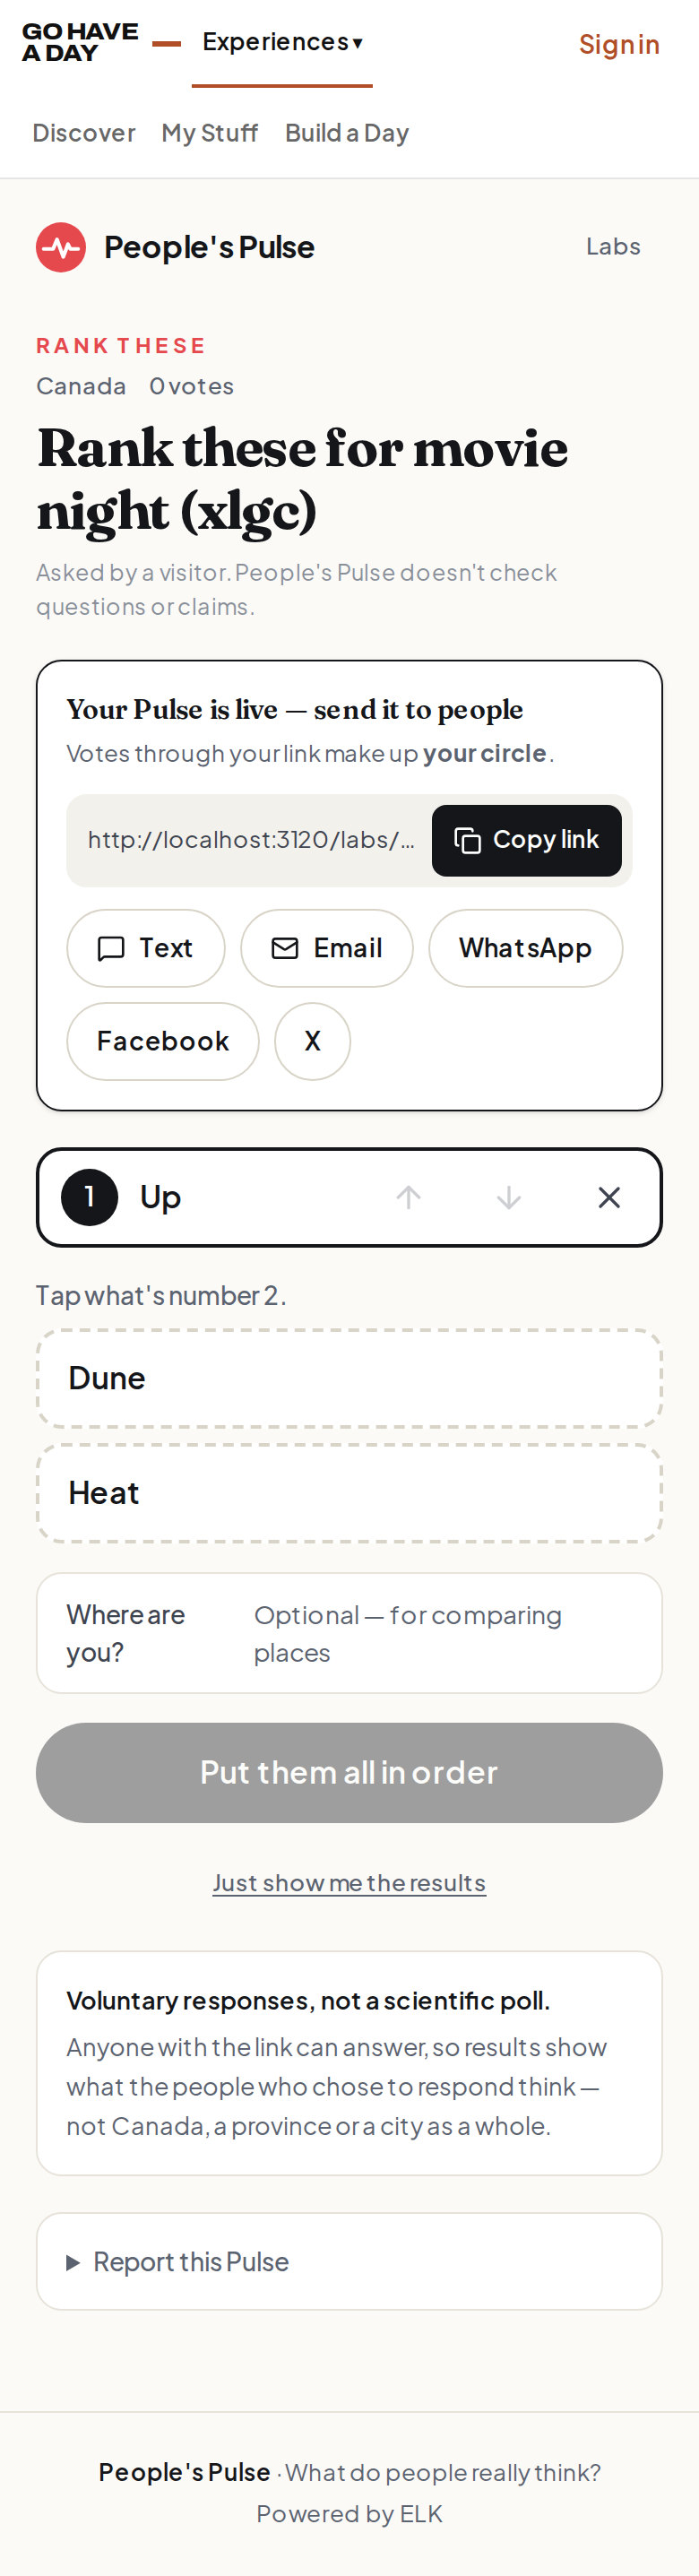 GO HAVE
A DAY
Experiences ▾
Sign in
Discover My Stuff Build a Day
People's Pulse
Labs
RANK THESE
Canada 0 votes
Rank these for movie
night (xlgc)
Asked by a visitor. People's Pulse doesn't check
questions or claims.
Your Pulse is live — send it to people
Votes through your link make up your circle.
http://localhost:3120/labs/…
Copy link
Text
Email
WhatsApp
Facebook
X
1 Up
Tap what's number 2.
Dune
Heat
Where are
you?
Optional — for comparing
places
Put them all in order
Just show me the results
Voluntary responses, not a scientific poll.
Anyone with the link can answer, so results show
what the people who chose to respond think —
not Canada, a province or a city as a whole.
▶ Report this Pulse
People's Pulse · What do people really think?
Powered by ELK